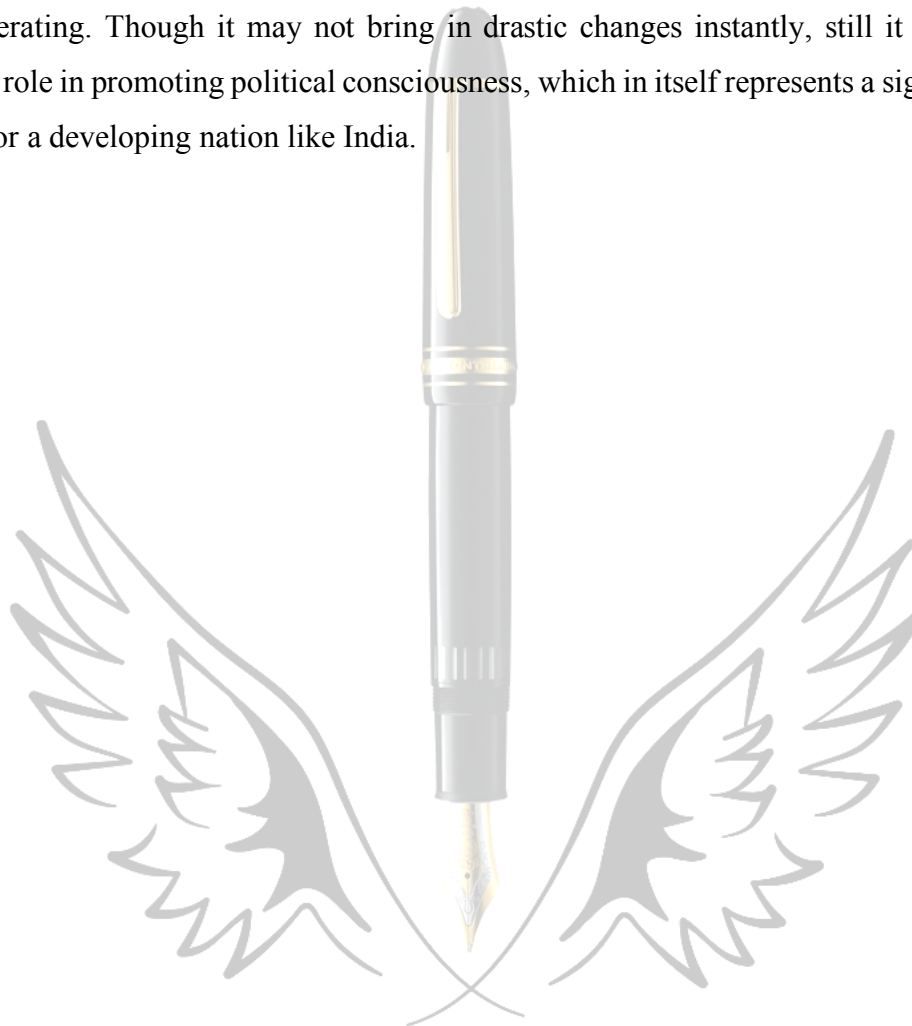 erating. Though it may not bring in drastic changes instantly, still it
role in promoting political consciousness, which in itself represents a sig
or a developing nation like India.